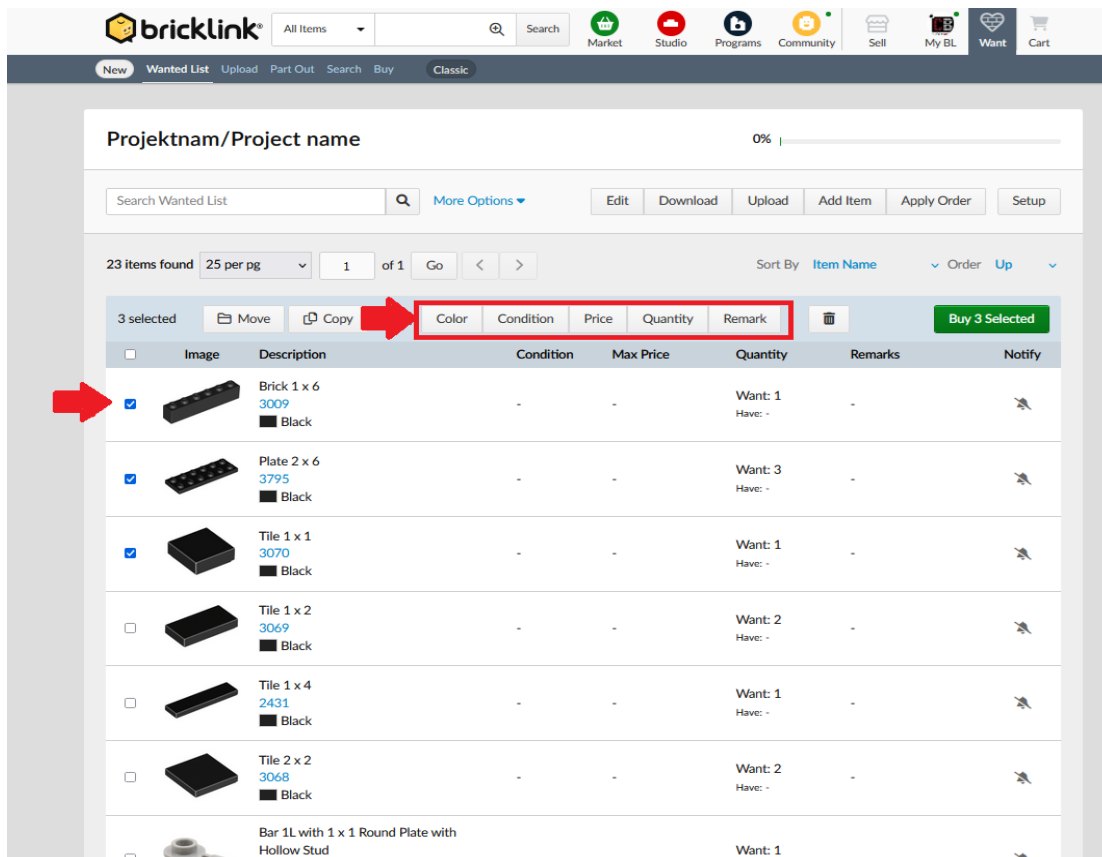 bricklink®
All Items
Search
Market
Studio
Programs
Community
Sell
My BL
Want
Cart
New Wanted List Upload Part Out Search Buy Classic
Projektnam/Project name
0%
Search Wanted List
More Options
Edit Download Upload Add Item Apply Order Setup
23 items found 25 per pg 1 of 1 Go < >
Sort By Item Name Order Up
3 selected Move Copy Color Condition Price Quantity Remark Buy 3 Selected
Image Description Condition Max Price Quantity Remarks Notify
Brick 1 x 6
3009
Black
- -
Want: 1
Have: -
-
Plate 2 x 6
3795
Black
- -
Want: 3
Have: -
-
Tile 1 x 1
3070
Black
- -
Want: 1
Have: -
-
Tile 1 x 2
3069
Black
- -
Want: 2
Have: -
-
Tile 1 x 4
2431
Black
- -
Want: 1
Have: -
-
Tile 2 x 2
3068
Black
- -
Want: 2
Have: -
-
Bar 1L with 1 x 1 Round Plate with
Hollow Stud
Want: 1